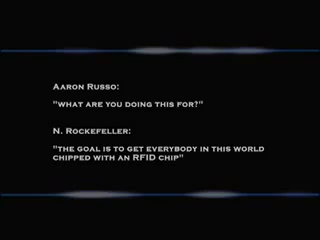 Aaron Russo:
"what are you doing this for?"
N. Rockefeller:
"the goal is to get everybody in this world
chipped with an RFID chip"